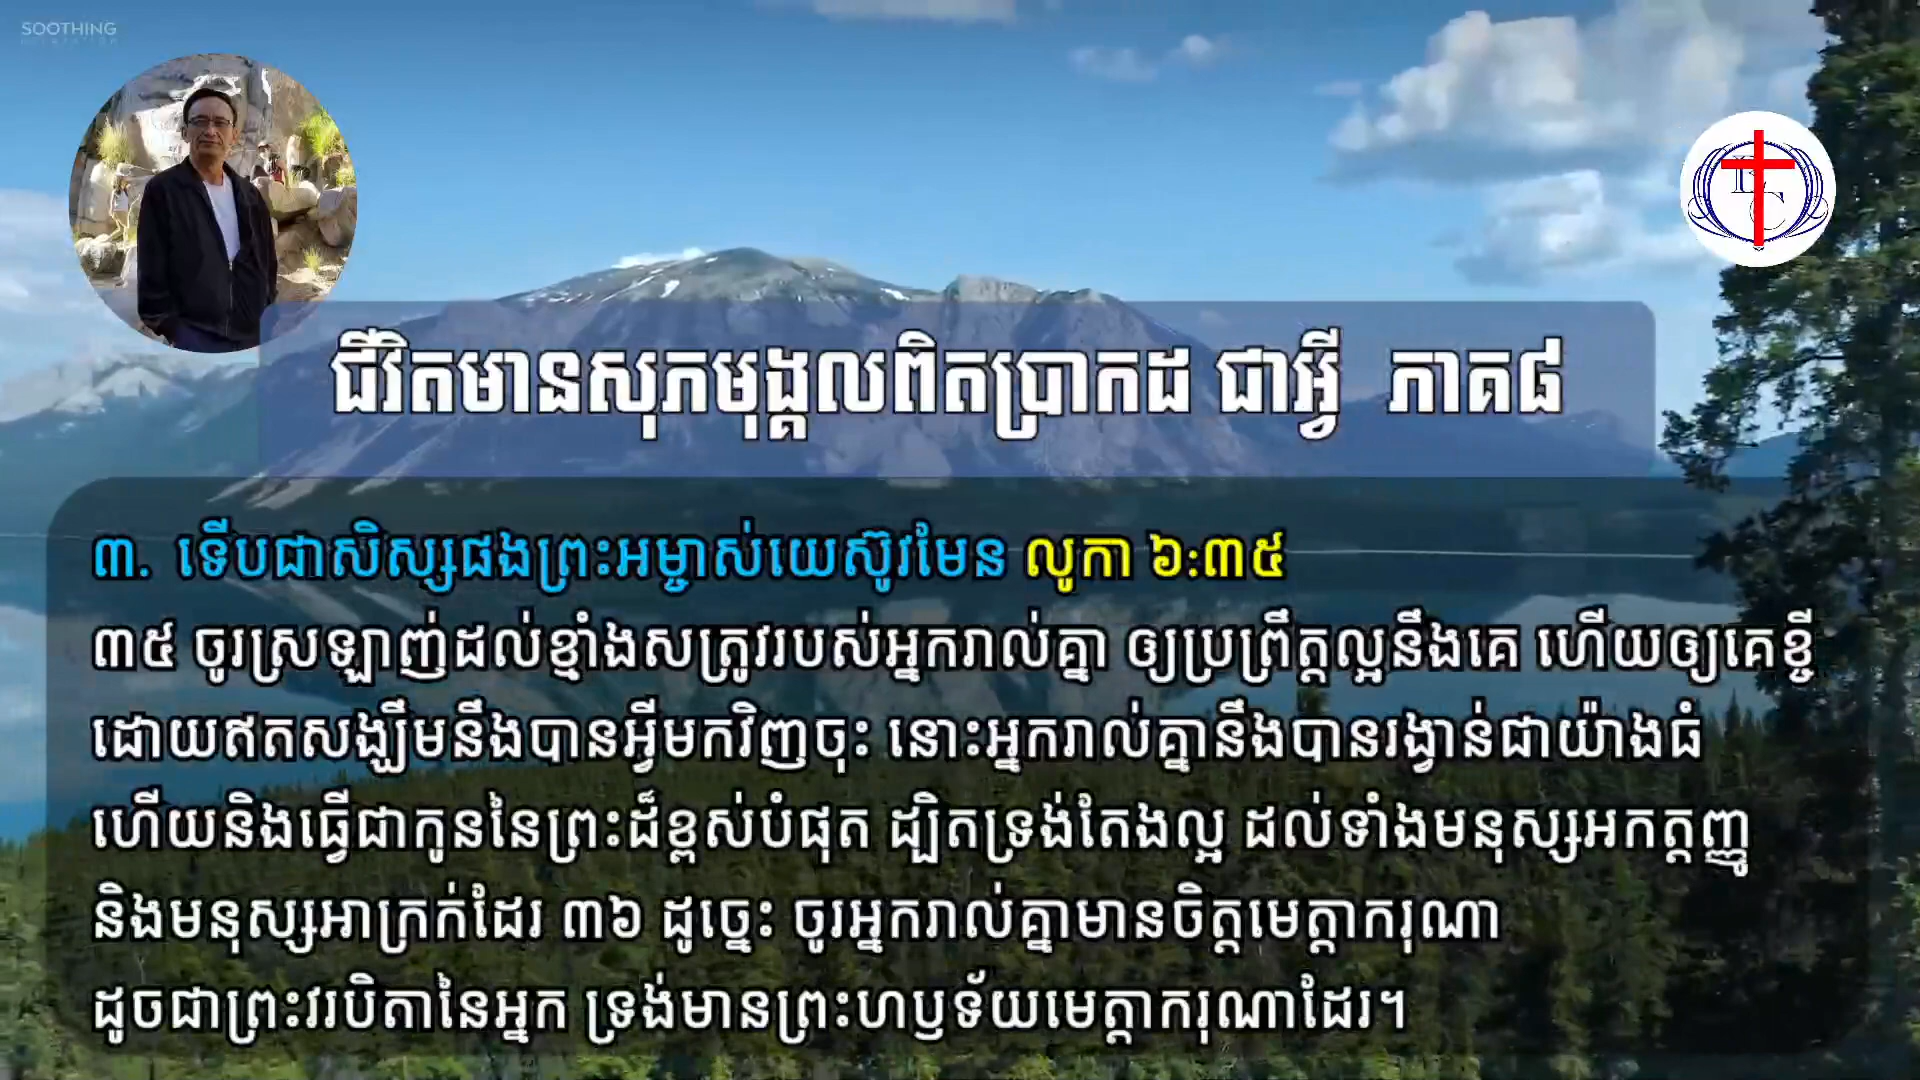 SOOTHING
RELAXATION
L C
ជីវិតមានសុភមង្គលពិតប្រាកដ ជាអ្វី ភាគ៨
៣. ទើបជាសិស្សផងព្រះអម្ចាស់យេស៊ូវមែន លូកា ៦:៣៥
៣៥ ចូរស្រឡាញ់ដល់ខ្មាំងសត្រូវរបស់អ្នករាល់គ្នា ឲ្យប្រព្រឹត្តល្អនឹងគេ ហើយឲ្យគេខ្ចី
ដោយឥតសង្ឃឹមនឹងបានអ្វីមកវិញចុះ នោះអ្នករាល់គ្នានឹងបានរង្វាន់ជាយ៉ាងធំ
ហើយនិងធ្វើជាកូននៃព្រះដ៏ខ្ពស់បំផុត ដ្បិតទ្រង់តែងល្អ ដល់ទាំងមនុស្សអកត្តញ្ញូ
និងមនុស្សអាក្រក់ដែរ ៣៦ ដូច្នេះ ចូរអ្នករាល់គ្នាមានចិត្តមេត្តាករុណា
ដូចជាព្រះវរបិតានៃអ្នក ទ្រង់មានព្រះហឫទ័យមេត្តាករុណាដែរ។